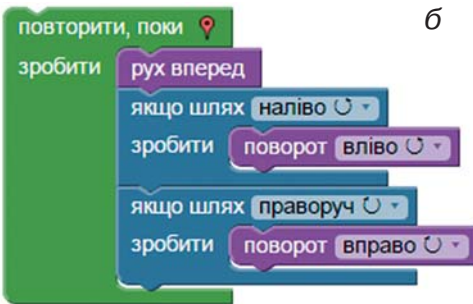 б
повторити, поки
зробити рух вперед
якщо шлях наліво ↺
зробити поворот вліво ↺
якщо шлях праворуч ↻
зробити поворот вправо ↻